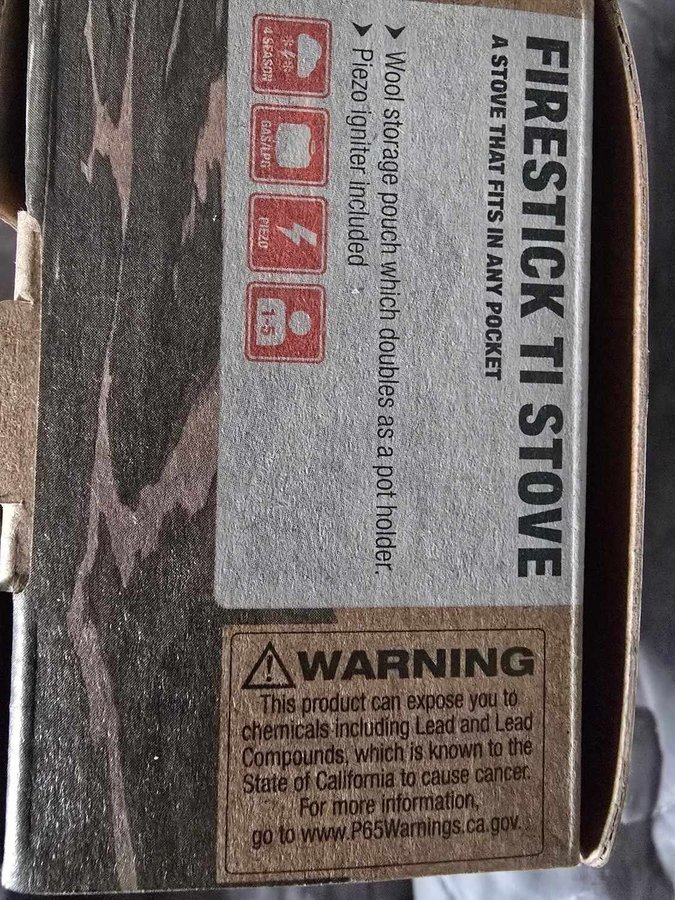 FIRESTICK TI STOVE
A STOVE THAT FITS IN ANY POCKET
➤ Wool storage pouch which doubles as a pot holder.
➤ Piezo igniter included
4 SEASON
GAS/LPG
PIEZO
1-5
WARNING
This product can expose you to
chemicals including Lead and Lead
Compounds, which is known to the
State of California to cause cancer.
For more information,
go to www.P65Warnings.ca.gov.